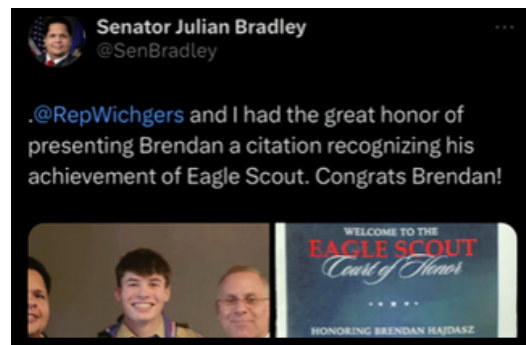 Senator Julian Bradley
@SenBradley
.@RepWichgers and I had the great honor of
presenting Brendan a citation recognizing his
achievement of Eagle Scout. Congrats Brendan!
WELCOME TO THE
EAGLE SCOUT
Court of Honor
HONORING BRENDAN HAJDASZ